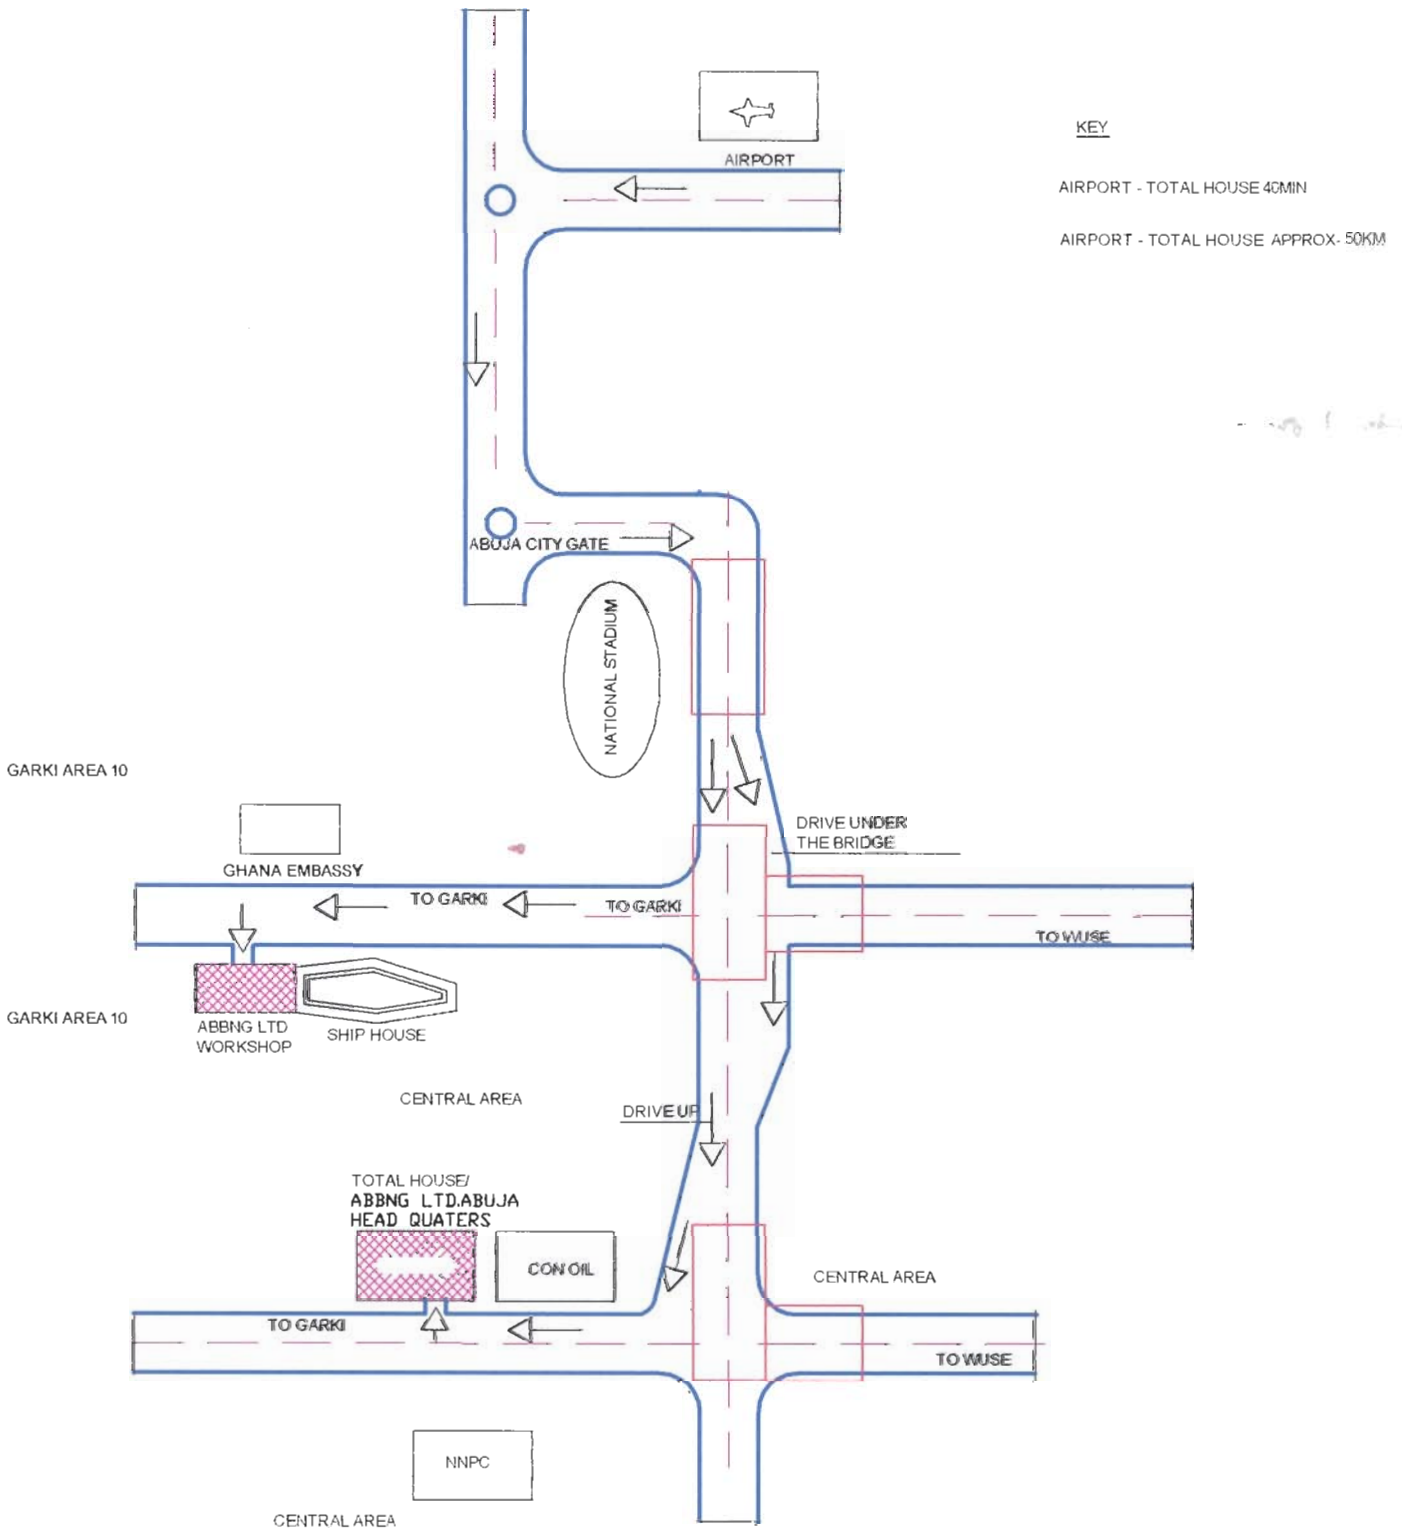 AIRPORT
KEY
AIRPORT - TOTAL HOUSE 40MIN
AIRPORT - TOTAL HOUSE APPROX- 50KM
ABUJA CITY GATE
NATIONAL STADIUM
GARKI AREA 10
DRIVE UNDER
THE BRIDGE
GHANA EMBASSY
TO GARKI
TO GARKI
TO WUSE
GARKI AREA 10
ABBNG LTD
WORKSHOP
SHIP HOUSE
CENTRAL AREA
DRIVE UP
TOTAL HOUSE/
ABBNG LTD.ABUJA
HEAD QUATERS
CON OIL
CENTRAL AREA
TO GARKI
TO WUSE
NNPC
CENTRAL AREA